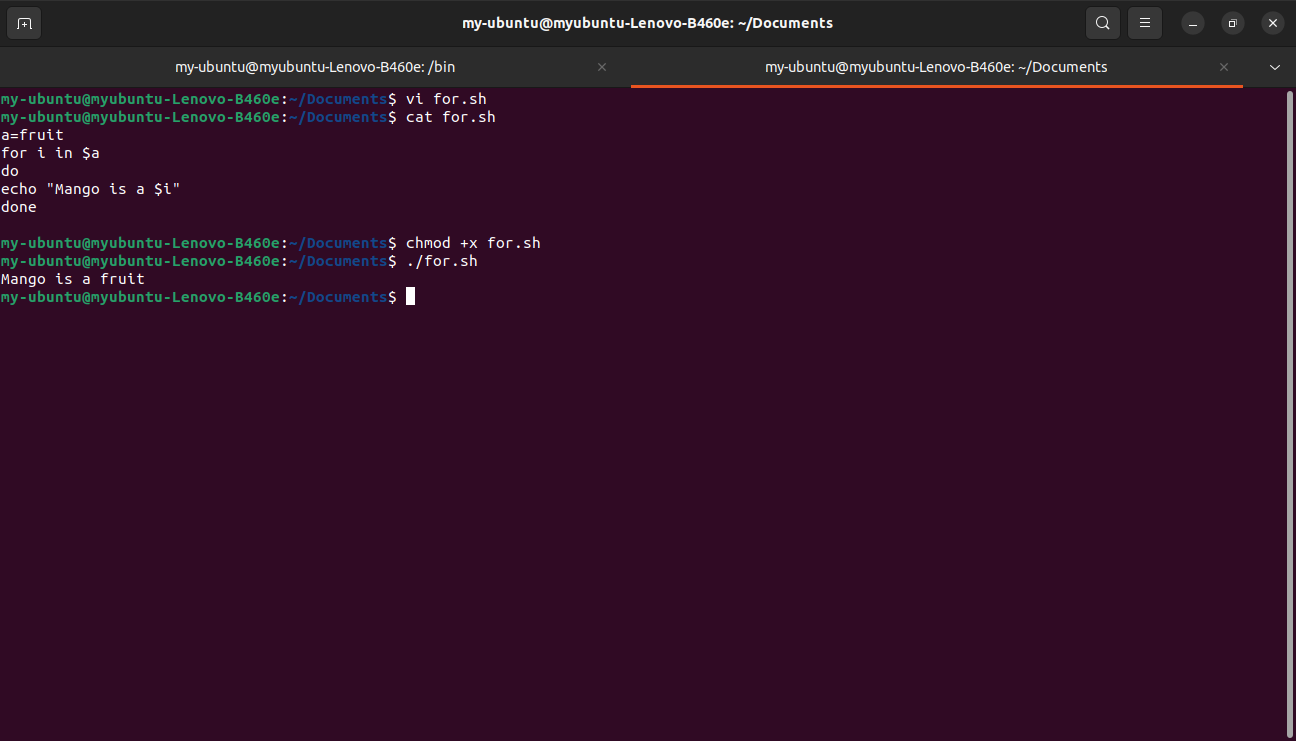 my-ubuntu@myubuntu-Lenovo-B460e: ~/Documents
my-ubuntu@myubuntu-Lenovo-B460e: /bin
my-ubuntu@myubuntu-Lenovo-B460e: ~/Documents
my-ubuntu@myubuntu-Lenovo-B460e:~/Documents$ vi for.sh
my-ubuntu@myubuntu-Lenovo-B460e:~/Documents$ cat for.sh
a=fruit
for i in $a
do
echo "Mango is a $i"
done
my-ubuntu@myubuntu-Lenovo-B460e:~/Documents$ chmod +x for.sh
my-ubuntu@myubuntu-Lenovo-B460e:~/Documents$ ./for.sh
Mango is a fruit
my-ubuntu@myubuntu-Lenovo-B460e:~/Documents$